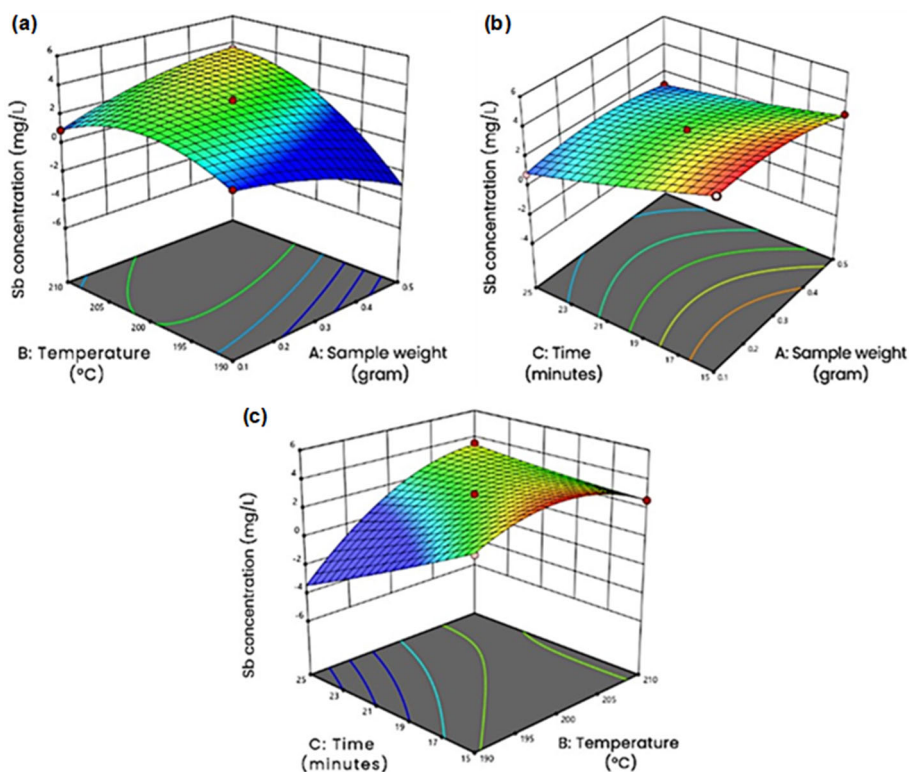 (a)
6
4
2
0
-2
-4
-6
Sb concentration (mg/L)
210
205
200
195
190
B: Temperature
(°C)
0.1
0.2
0.3
0.4
0.5
A: Sample weight
(gram)
(b)
6
4
2
0
-2
-4
Sb concentration (mg/L)
25
23
21
19
17
15
C: Time
(minutes)
0.1
0.2
0.3
0.4
0.5
A: Sample weight
(gram)
(c)
6
4
2
0
-2
-4
-6
Sb concentration (mg/L)
25
23
21
19
17
15
C: Time
(minutes)
190
195
200
205
210
B: Temperature
(°C)